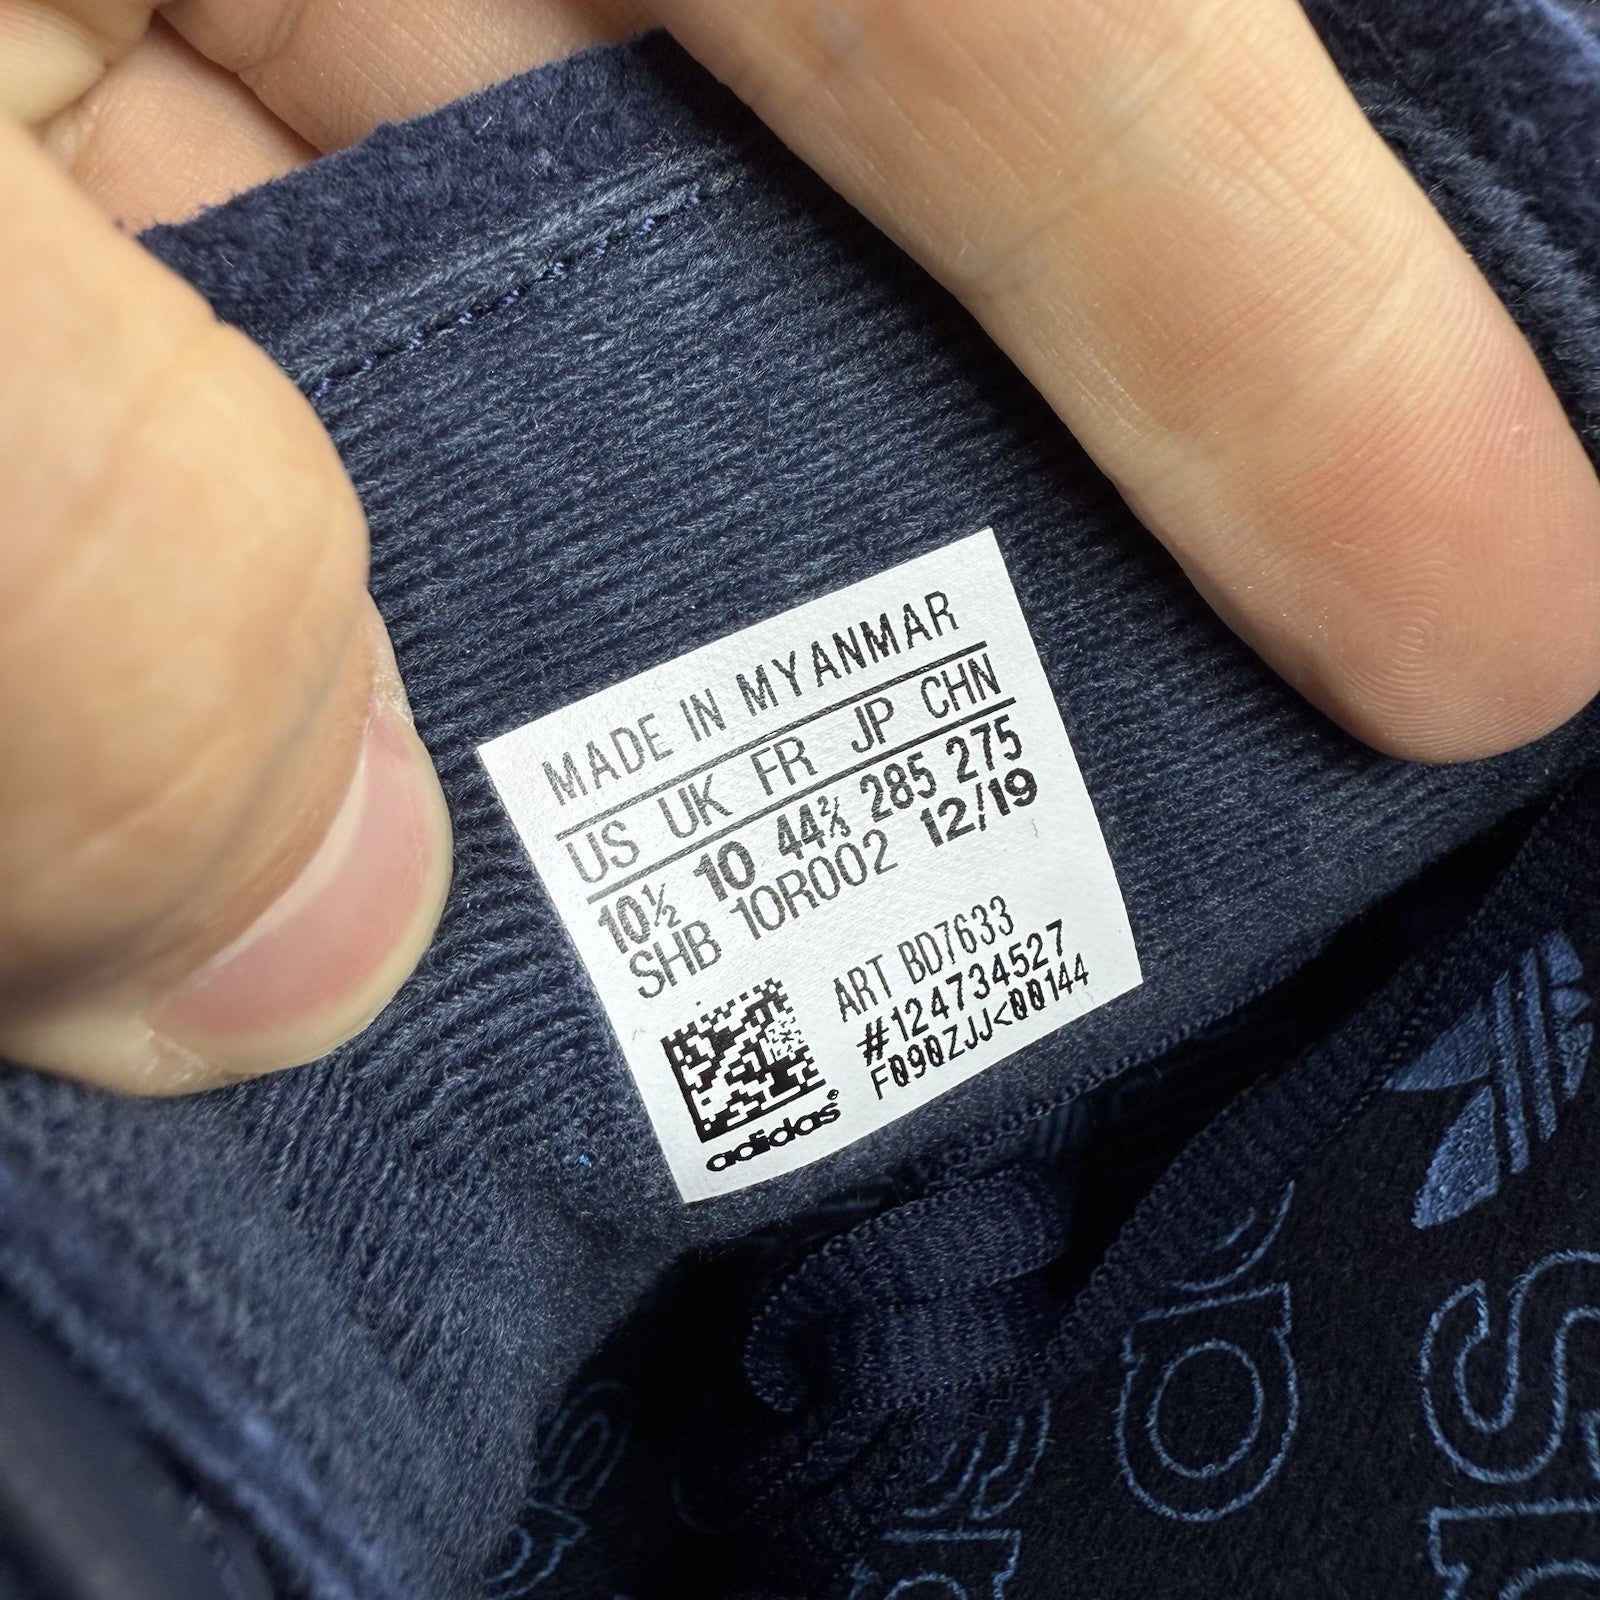 MADE IN MYANMAR
US UK FR JP CHN
10½ 10 44⅔ 285 275
SHB 10R002 12/19
ART BD7633
#124734527
F090ZJJ<00144
adidas®